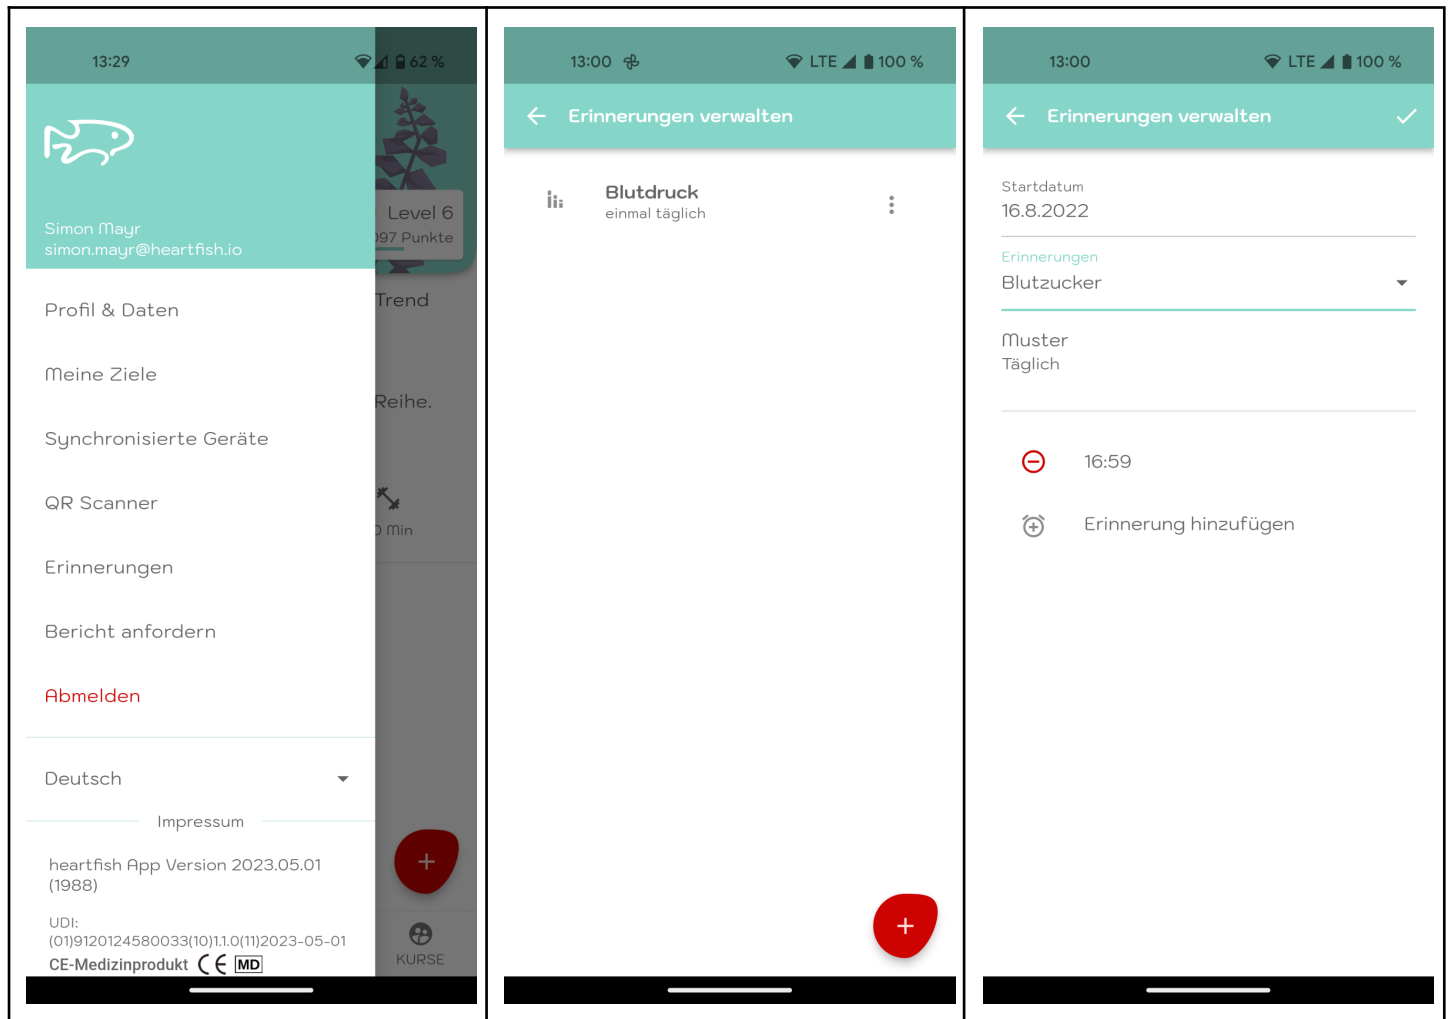 13:29
62 %
Simon Mayr
simon.mayr@heartfish.io
Level 6
097 Punkte
Profil & Daten
Trend
Meine Ziele
Reihe.
Synchronisierte Geräte
QR Scanner
0 Min
Erinnerungen
Bericht anfordern
Abmelden
Deutsch
Impressum
heartfish App Version 2023.05.01
(1988)
UDI:
(01)9120124580033(10)1.1.0(11)2023-05-01
CE-Medizinprodukt CE MD
KURSE
13:00
LTE 100 %
Erinnerungen verwalten
Blutdruck
einmal täglich
13:00
LTE 100 %
Erinnerungen verwalten
Startdatum
16.8.2022
Erinnerungen
Blutzucker
Muster
Täglich
16:59
Erinnerung hinzufügen